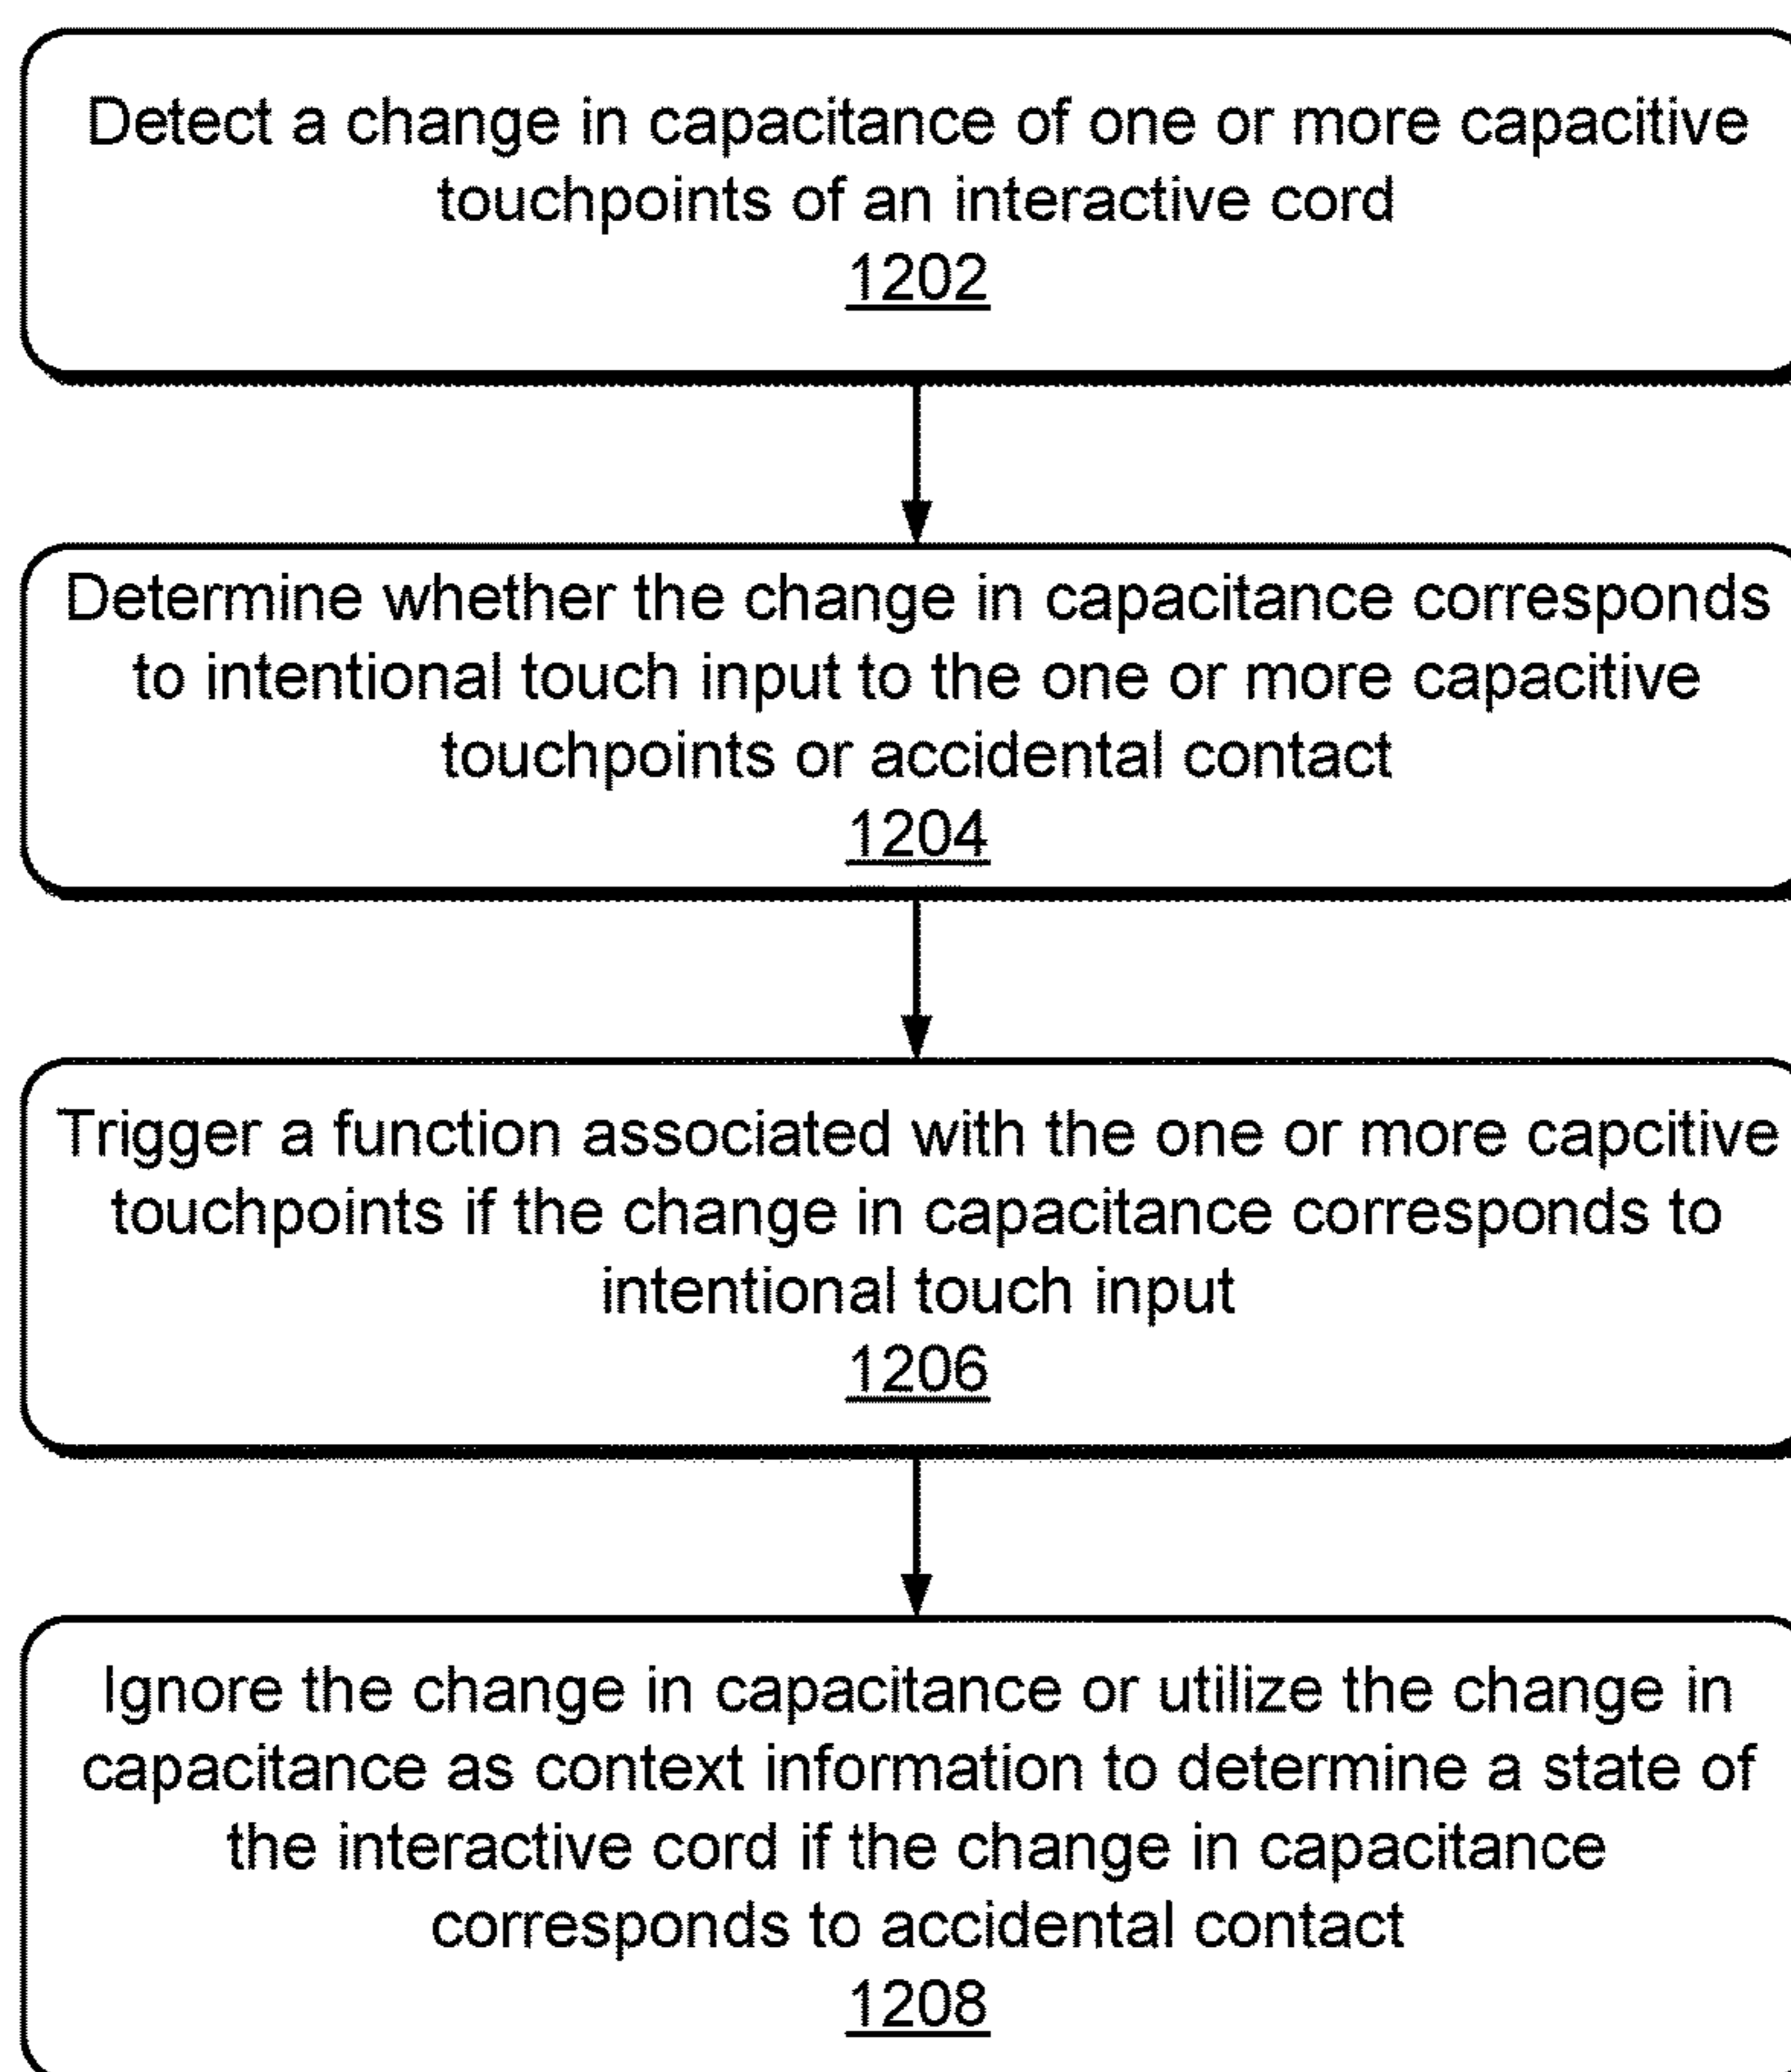 Detect a change in capacitance of one or more capacitive
touchpoints of an interactive cord
1202
Determine whether the change in capacitance corresponds
to intentional touch input to the one or more capacitive
touchpoints or accidental contact
1204
Trigger a function associated with the one or more capcitive
touchpoints if the change in capacitance corresponds to
intentional touch input
1206
Ignore the change in capacitance or utilize the change in
capacitance as context information to determine a state of
the interactive cord if the change in capacitance
corresponds to accidental contact
1208